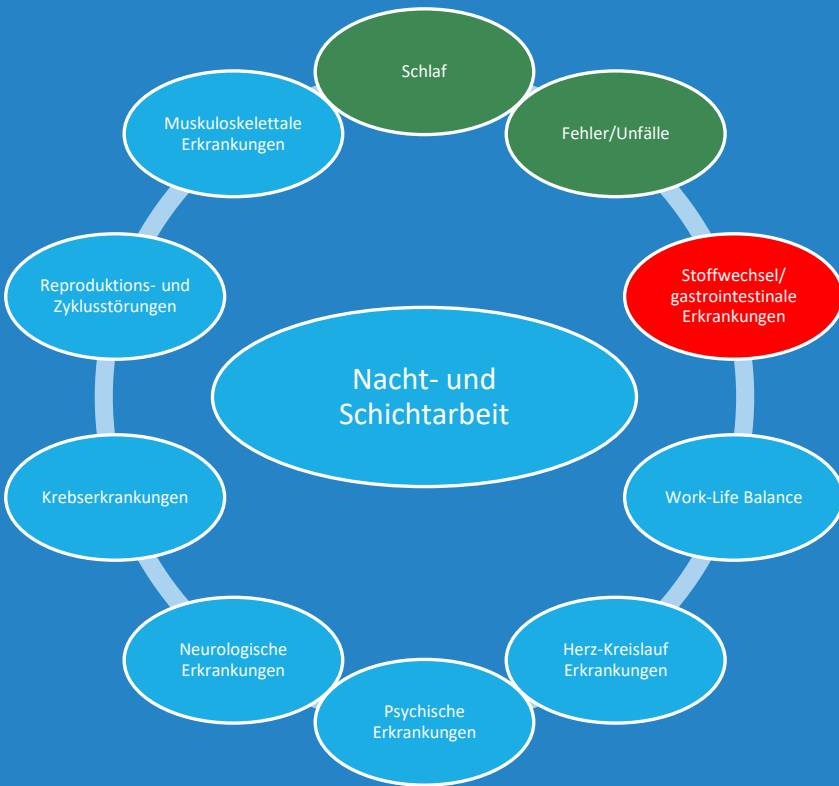 Schlaf
Fehler/Unfälle
Stoffwechsel/
gastrointestinale
Erkrankungen
Work-Life Balance
Herz-Kreislauf
Erkrankungen
Psychische
Erkrankungen
Neurologische
Erkrankungen
Krebserkrankungen
Reproduktions- und
Zyklusstörungen
Muskuloskelettale
Erkrankungen
Nacht- und
Schichtarbeit